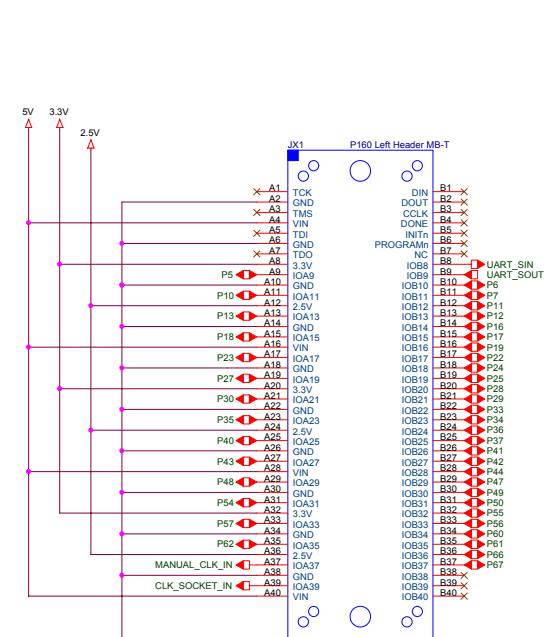 5V 3.3V
2.5V
JX1 P160 Left Header MB-T
A1 TCK DIN B1
A2 GND DOUT B2
A3 TMS CCLK B3
A4 VIN DONE B4
A5 TDI INITn B5
A6 GND PROGRAMn B6
A7 TDO NC B7
A8 3.3V IOB8 B8 UART_SIN
P5 A9 IOA9 IOB9 B9 UART_SOUT
A10 GND IOB10 B10 P6
P10 A11 IOA11 IOB11 B11 P7
A12 2.5V IOB12 B12 P11
P13 A13 IOA13 IOB13 B13 P12
A14 GND IOB14 B14 P16
P18 A15 IOA15 IOB15 B15 P17
A16 VIN IOB16 B16 P19
P23 A17 IOA17 IOB17 B17 P22
A18 GND IOB18 B18 P24
P27 A19 IOA19 IOB19 B19 P25
A20 3.3V IOB20 B20 P28
P30 A21 IOA21 IOB21 B21 P29
A22 GND IOB22 B22 P33
P35 A23 IOA23 IOB23 B23 P34
A24 2.5V IOB24 B24 P36
P40 A25 IOA25 IOB25 B25 P37
A26 GND IOB26 B26 P41
P43 A27 IOA27 IOB27 B27 P42
A28 VIN IOB28 B28 P44
P48 A29 IOA29 IOB29 B29 P47
A30 GND IOB30 B30 P49
P54 A31 IOA31 IOB31 B31 P50
A32 3.3V IOB32 B32 P55
P57 A33 IOA33 IOB33 B33 P56
A34 GND IOB34 B34 P60
P62 A35 IOA35 IOB35 B35 P61
A36 2.5V IOB36 B36 P66
MANUAL_CLK_IN A37 IOA37 IOB37 B37 P67
A38 GND IOB38 B38
CLK_SOCKET_IN A39 IOA39 IOB39 B39
A40 VIN IOB40 B40